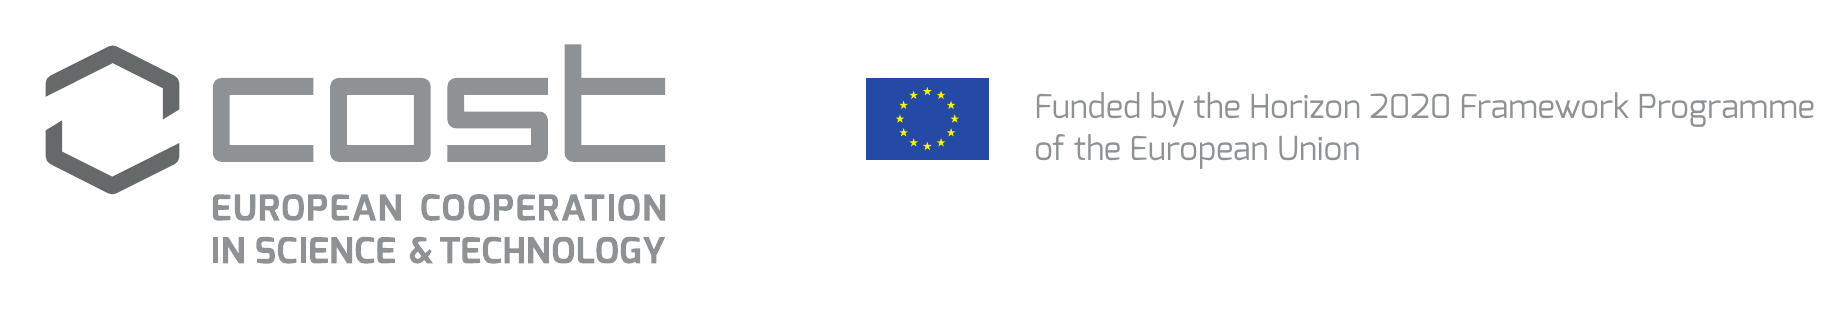 cost
EUROPEAN COOPERATION
IN SCIENCE & TECHNOLOGY
Funded by the Horizon 2020 Framework Programme
of the European Union